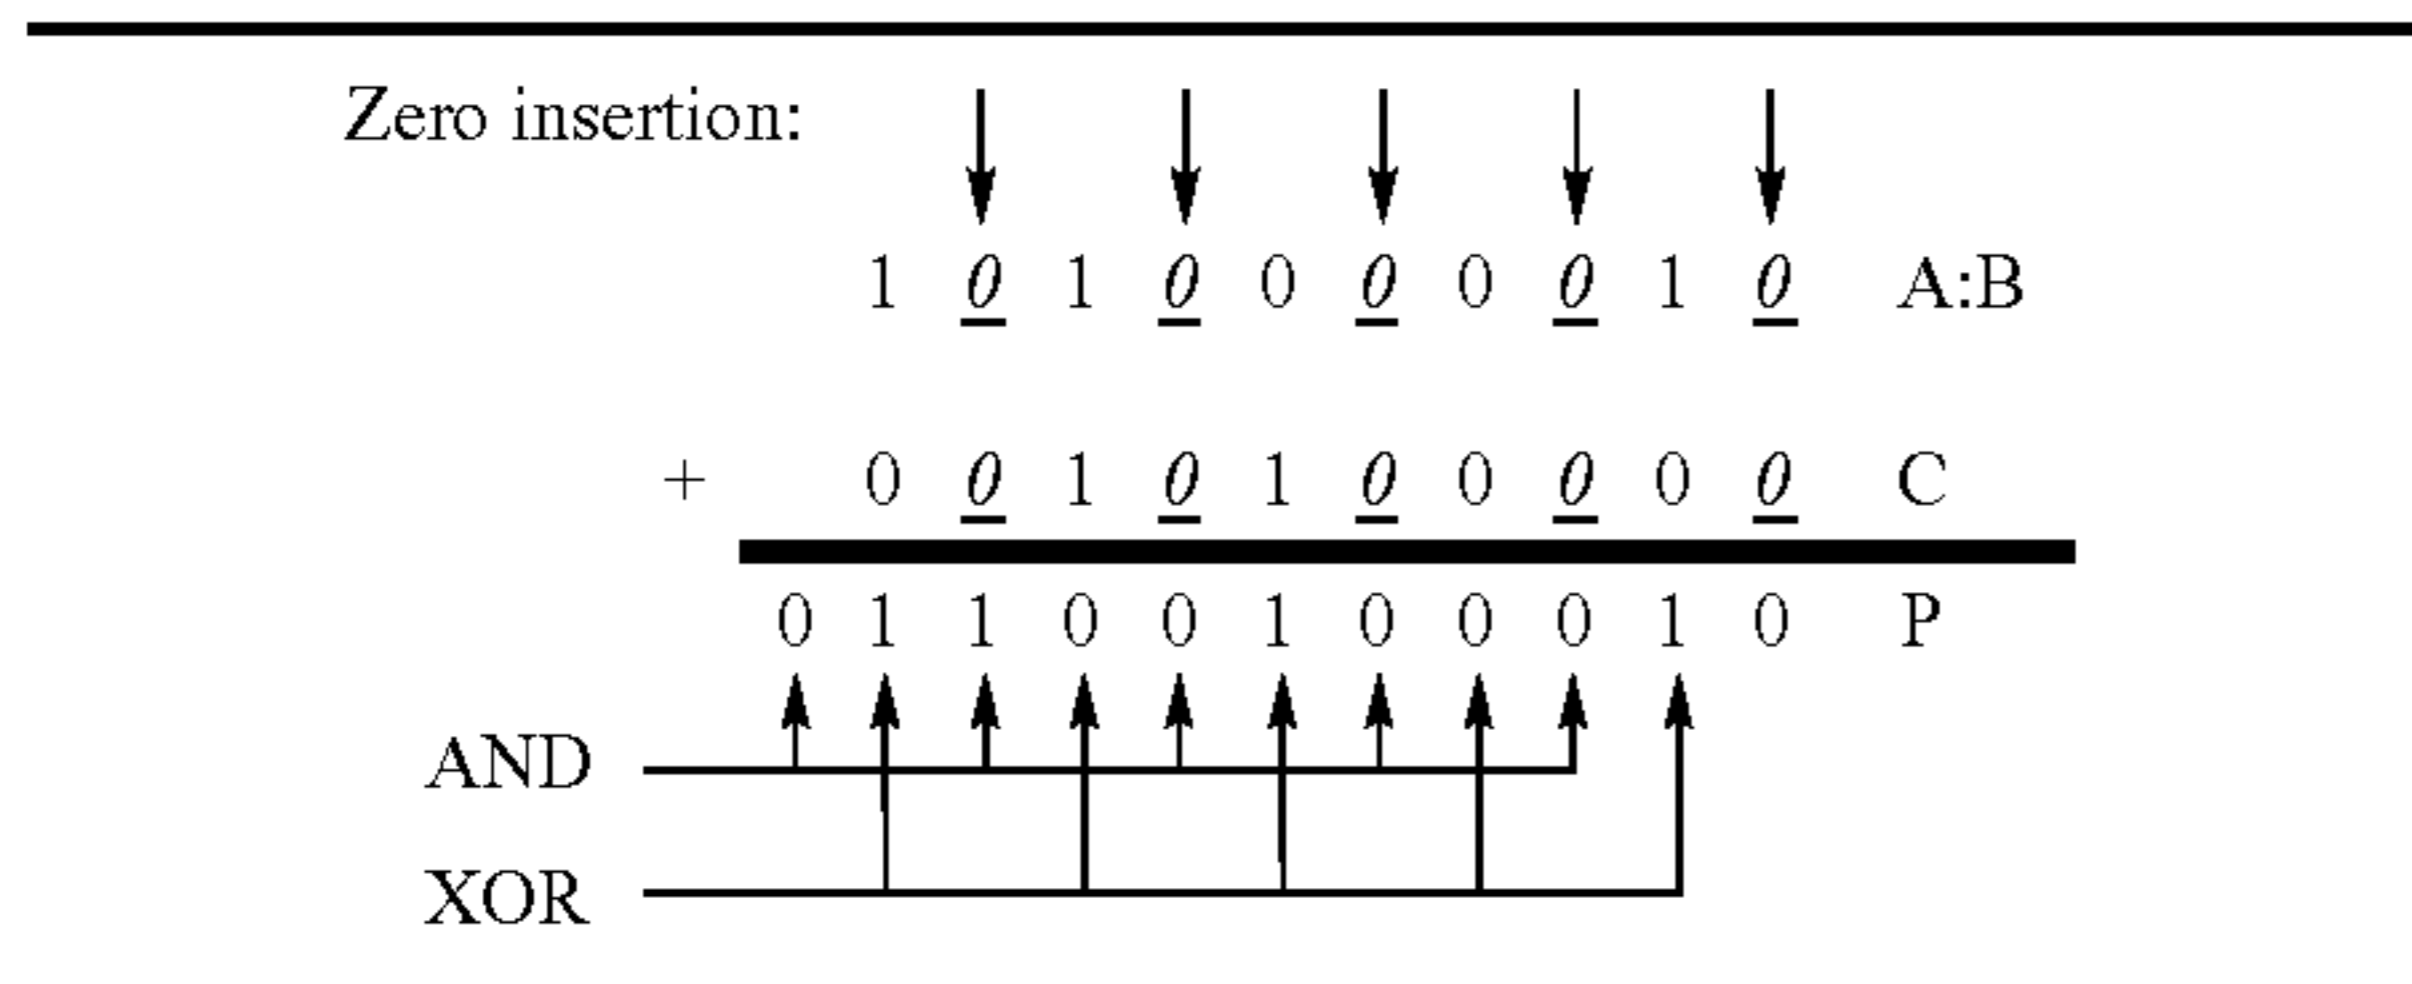 Zero insertion:
1 0 1 0 0 0 0 0 1 0 A:B
+ 0 0 1 0 1 0 0 0 0 0 C
0 1 1 0 0 1 0 0 0 1 0 P
AND
XOR